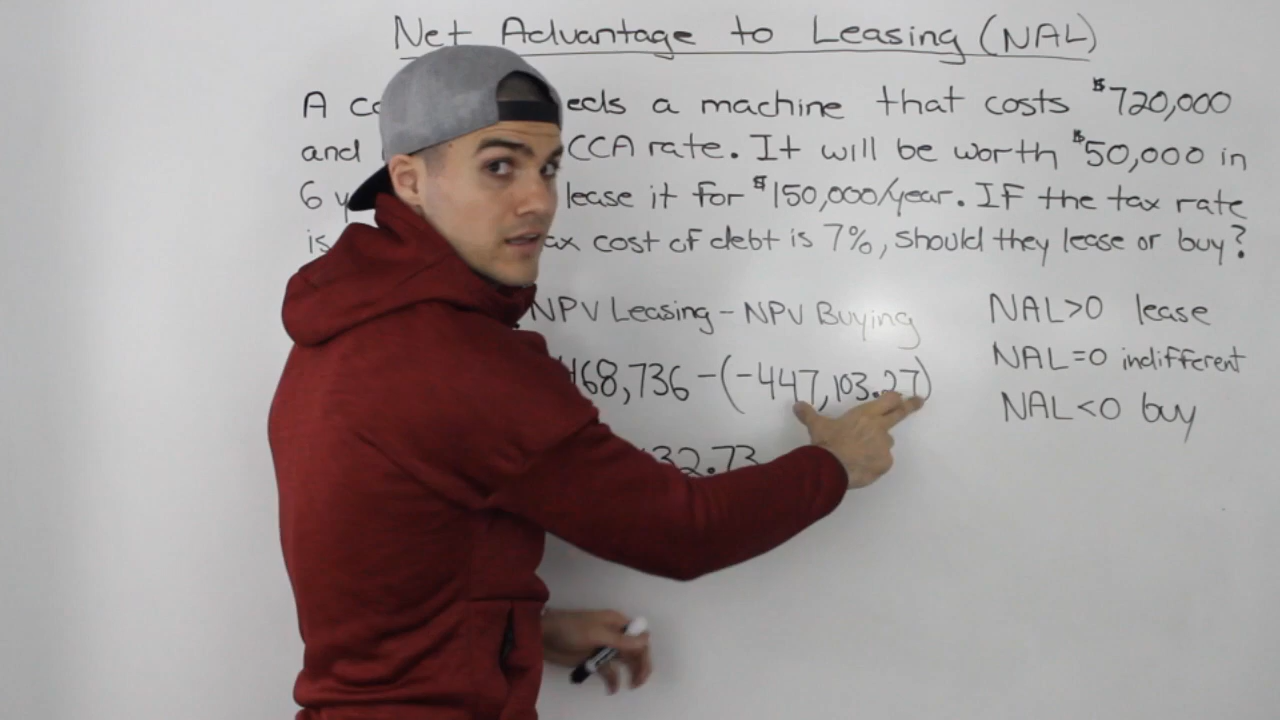 Net Advantage to Leasing (NAL)
A a machine that costs $720,000
and CCA rate. It will be worth $50,000 in
6 lease it for $150,000/year. IF the tax rate
is cost of debt is 7%, should they lease or buy?
NPV Leasing - NPV Buying
468,736 -(-447,103.27)
32.73
NAL>0 lease
NAL=0 indifferent
NAL<0 buy